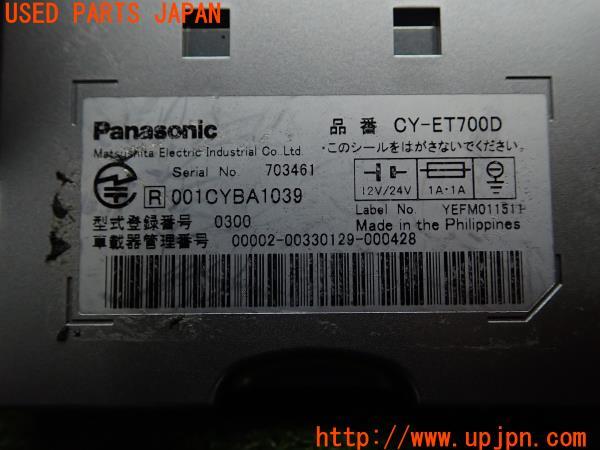 USED PARTS JAPAN
Panasonic
品 番 CY-ET700D
Matsushita Electric Industrial Co. Ltd.
・このシールをはがさないでください。
Serial No. 703461
12V/24V
1A・1A
R 001CYBA1039
Label No. YEFM011511
型式登録番号 0300
Made in the Philippines
車載器管理番号 00002-00330129-000428
UPJ
http://www.upjpn.com